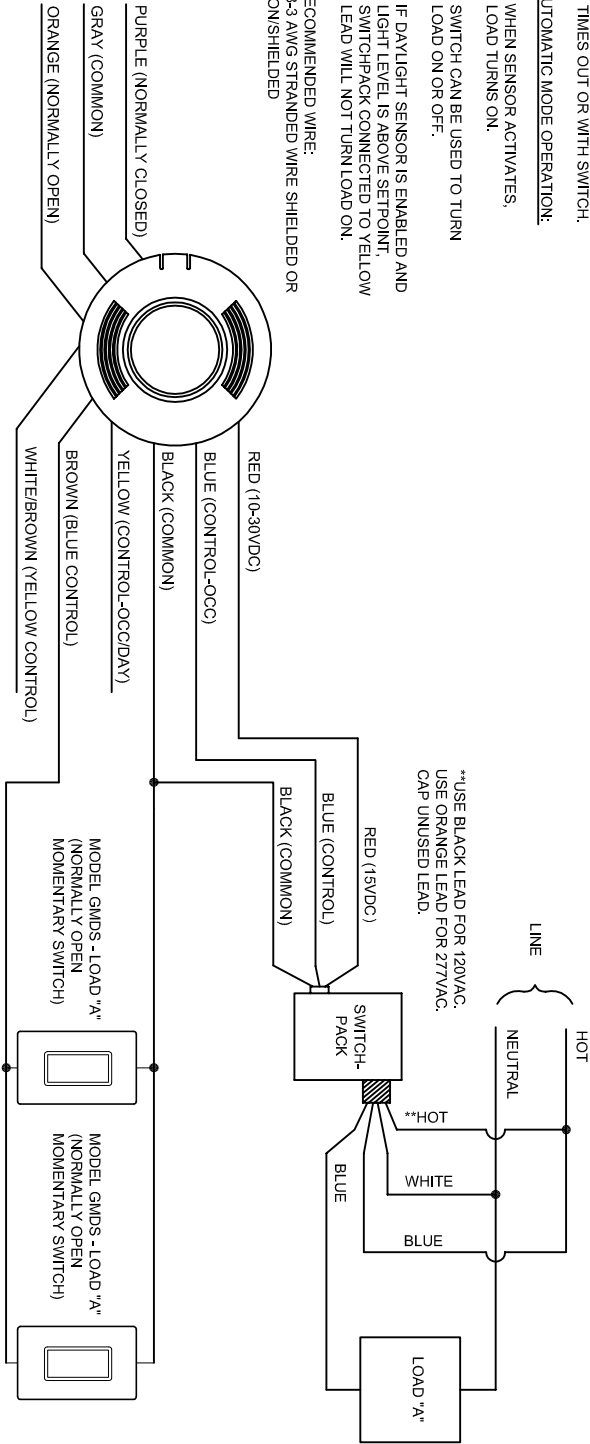 TIMES OUT OR WITH SWITCH.
UTOMATIC MODE OPERATION:
WHEN SENSOR ACTIVATES,
LOAD TURNS ON.
SWITCH CAN BE USED TO TURN
LOAD ON OR OFF.
IF DAYLIGHT SENSOR IS ENABLED AND
LIGHT LEVEL IS ABOVE SETPOINT,
SWITCHPACK CONNECTED TO YELLOW
LEAD WILL NOT TURN LOAD ON.
ECOMMENDED WIRE:
-3 AWG STRANDED WIRE SHIELDED OR
ON/SHIELDED
PURPLE (NORMALLY CLOSED)
GRAY (COMMON)
ORANGE (NORMALLY OPEN)
RED (10-30VDC)
BLUE (CONTROL-OCC)
BLACK (COMMON)
YELLOW (CONTROL-OCC/DAY)
BROWN (BLUE CONTROL)
WHITE/BROWN (YELLOW CONTROL)
**USE BLACK LEAD FOR 120VAC.
USE ORANGE LEAD FOR 277VAC.
CAP UNUSED LEAD.
RED (15VDC)
BLUE (CONTROL)
BLACK (COMMON)
LINE
HOT
NEUTRAL
SWITCH-
PACK
**HOT
WHITE
BLUE
BLUE
LOAD "A"
MODEL GMDS - LOAD "A"
(NORMALLY OPEN
MOMENTARY SWITCH)
MODEL GMDS - LOAD "A"
(NORMALLY OPEN
MOMENTARY SWITCH)